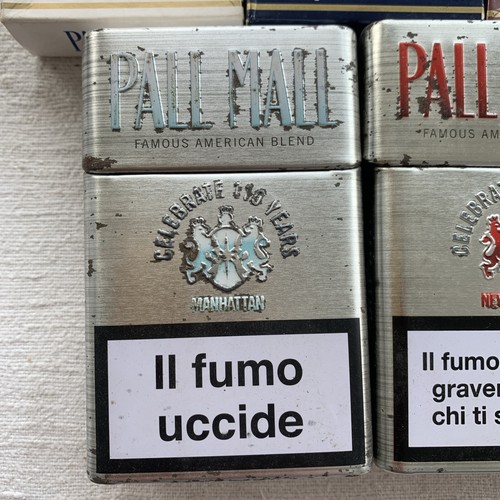 PALL MALL
FAMOUS AMERICAN BLEND
CELEBRATE 110 YEARS
MANHATTAN
Il fumo
uccide
PALL
FAMOUS A
CELEBRATE
Il fumo
graver
chi ti s